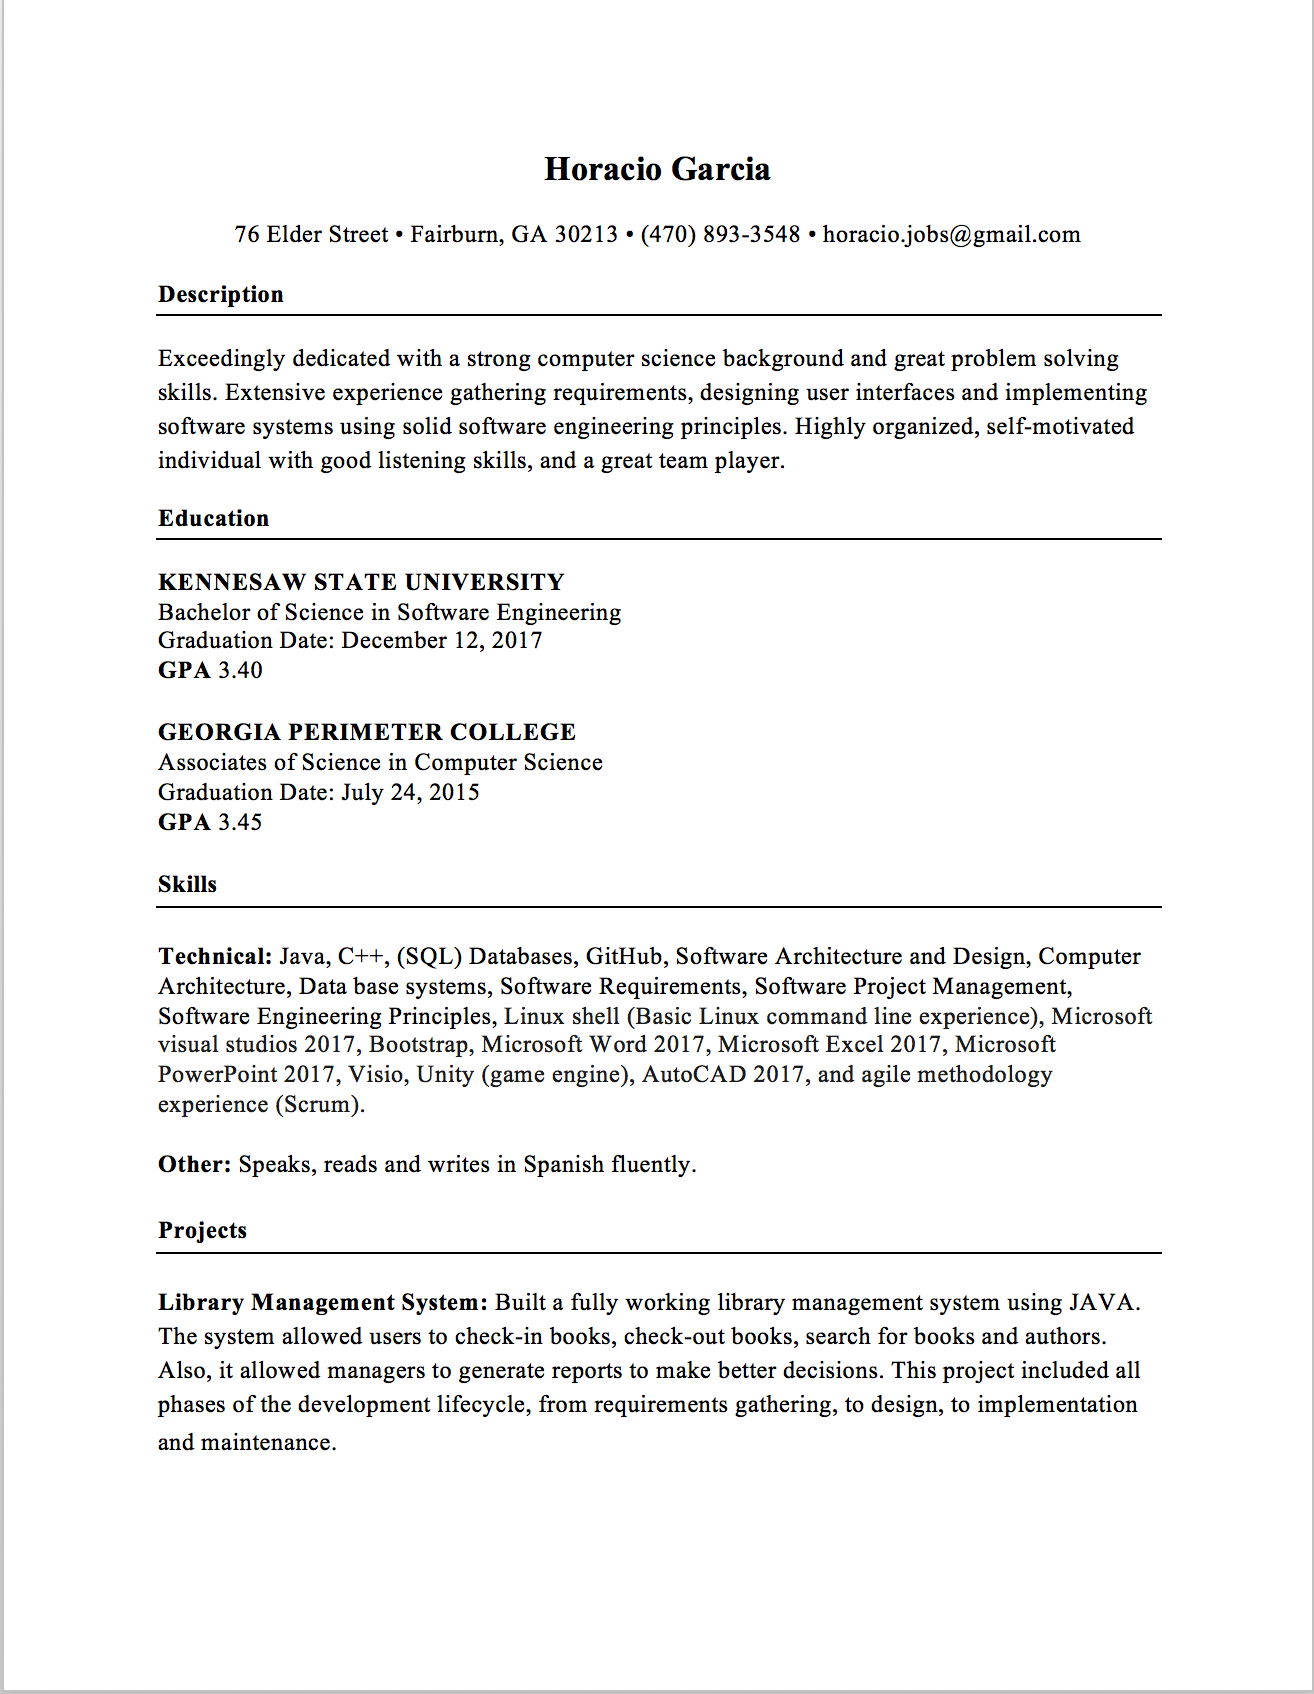 Horacio Garcia
76 Elder Street • Fairburn, GA 30213 • (470) 893-3548 • horacio.jobs@gmail.com
Description
Exceedingly dedicated with a strong computer science background and great problem solving
skills. Extensive experience gathering requirements, designing user interfaces and implementing
software systems using solid software engineering principles. Highly organized, self-motivated
individual with good listening skills, and a great team player.
Education
KENNESAW STATE UNIVERSITY
Bachelor of Science in Software Engineering
Graduation Date: December 12, 2017
GPA 3.40
GEORGIA PERIMETER COLLEGE
Associates of Science in Computer Science
Graduation Date: July 24, 2015
GPA 3.45
Skills
Technical: Java, C++, (SQL) Databases, GitHub, Software Architecture and Design, Computer
Architecture, Data base systems, Software Requirements, Software Project Management,
Software Engineering Principles, Linux shell (Basic Linux command line experience), Microsoft
visual studios 2017, Bootstrap, Microsoft Word 2017, Microsoft Excel 2017, Microsoft
PowerPoint 2017, Visio, Unity (game engine), AutoCAD 2017, and agile methodology
experience (Scrum).
Other: Speaks, reads and writes in Spanish fluently.
Projects
Library Management System: Built a fully working library management system using JAVA.
The system allowed users to check-in books, check-out books, search for books and authors.
Also, it allowed managers to generate reports to make better decisions. This project included all
phases of the development lifecycle, from requirements gathering, to design, to implementation
and maintenance.